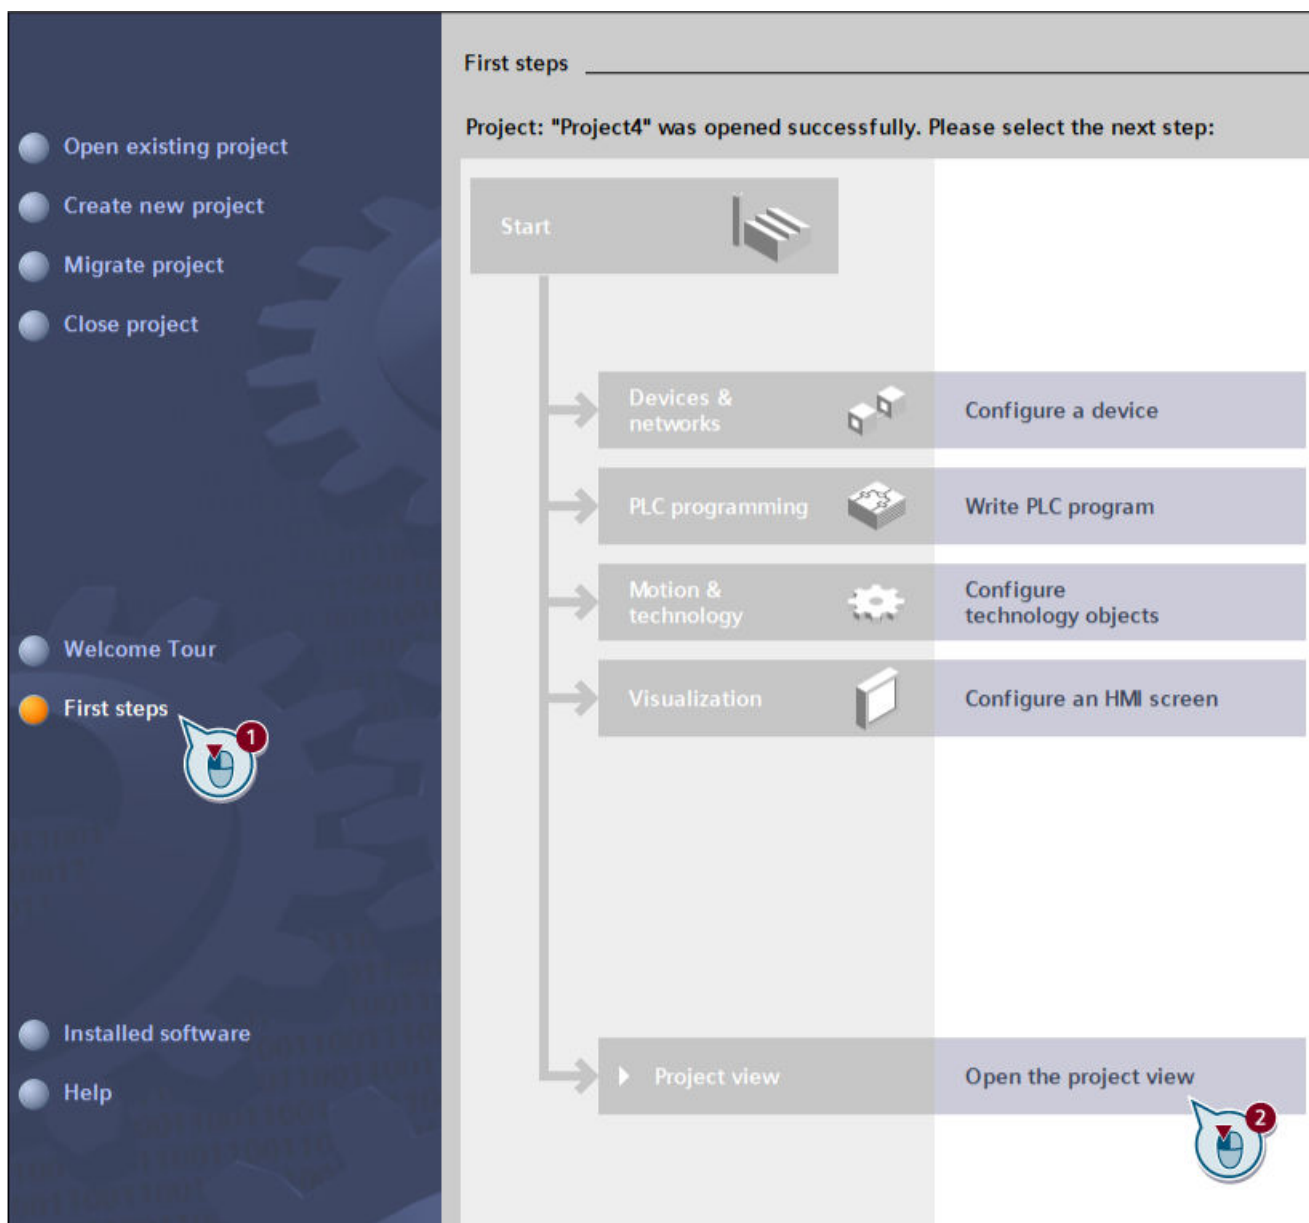 First steps
Project: "Project4" was opened successfully. Please select the next step:
Open existing project
Create new project
Migrate project
Close project
Welcome Tour
First steps
1
Installed software
Help
Start
Devices &
networks
Configure a device
PLC programming
Write PLC program
Motion &
technology
Configure
technology objects
Visualization
Configure an HMI screen
Project view
Open the project view
2